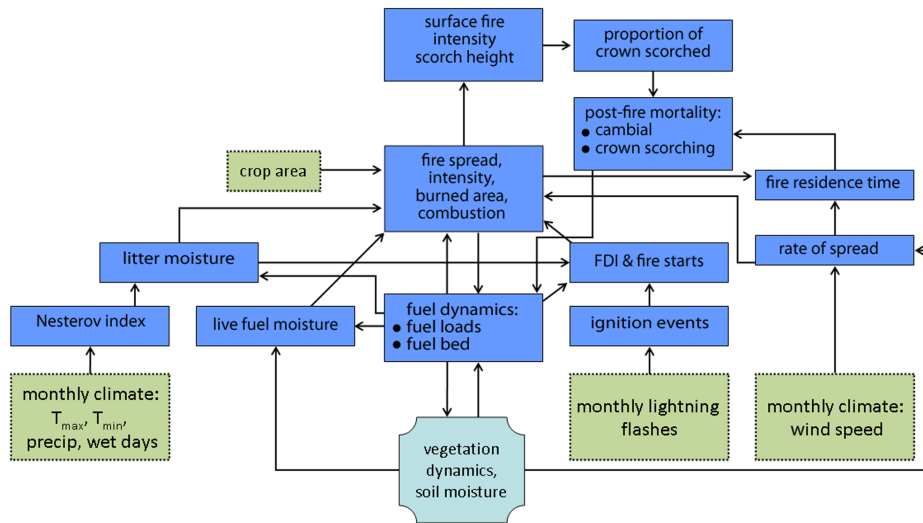 surface fire
intensity
scorch height
proportion of
crown scorched
post-fire mortality:
● cambial
● crown scorching
crop area
fire spread,
intensity,
burned area,
combustion
fire residence time
litter moisture
FDI & fire starts
rate of spread
Nesterov index
live fuel moisture
fuel dynamics:
● fuel loads
● fuel bed
ignition events
monthly climate:
Tmax, Tmin,
precip, wet days
monthly lightning
flashes
monthly climate:
wind speed
vegetation
dynamics,
soil moisture